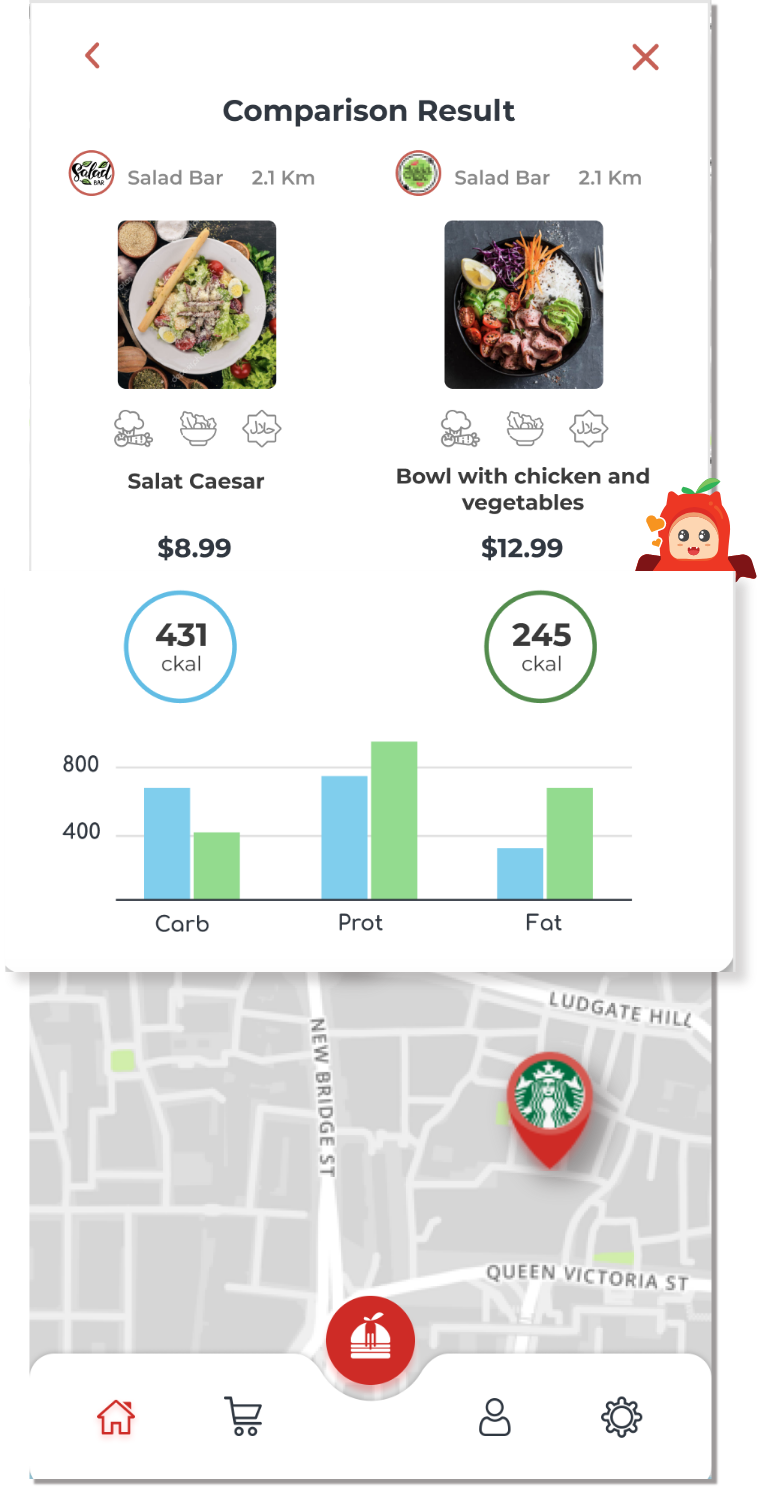 Comparison Result
Salad
BAR
Salad Bar 2.1 Km
Salad Bar 2.1 Km
حلال
حلال
Salat Caesar
Bowl with chicken and
vegetables
$8.99
$12.99
431
ckal
245
ckal
800
400
Carb
Prot
Fat
LUDGATE HILL
NEW BRIDGE ST
QUEEN VICTORIA ST